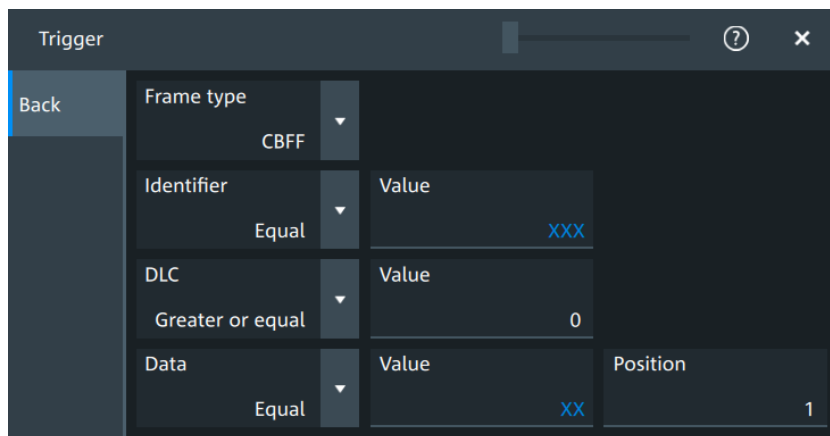 Trigger
?
Back
Frame type
CBFF
Identifier
Value
Equal
XXX
DLC
Value
Greater or equal
0
Data
Value
Position
Equal
XX
1